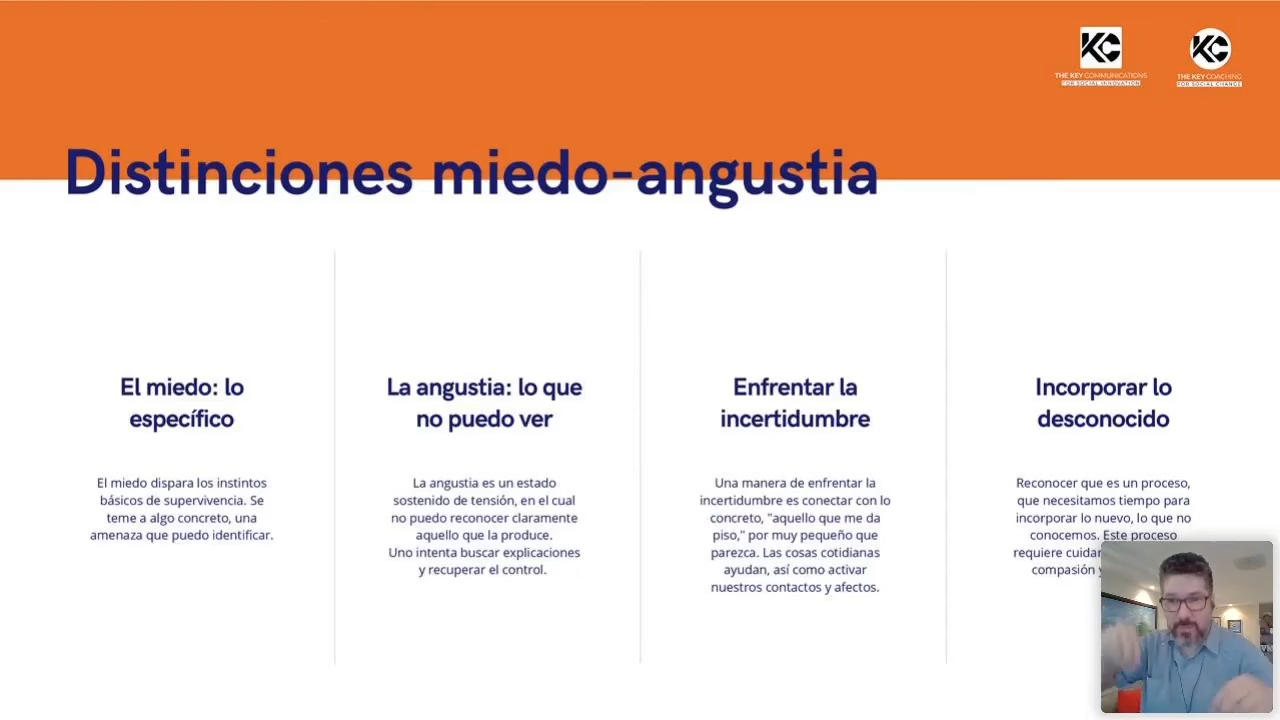 THE KEY COMMUNICATIONS
FOR SOCIAL INNOVATION
THE KEY COACHING
FOR SOCIAL CHANGE
Distinciones miedo-angustia
El miedo: lo
específico
El miedo dispara los instintos
básicos de supervivencia. Se
teme a algo concreto, una
amenaza que puedo identificar.
La angustia: lo que
no puedo ver
La angustia es un estado
sostenido de tensión, en el cual
no puedo reconocer claramente
aquello que la produce.
Uno intenta buscar explicaciones
y recuperar el control.
Enfrentar la
incertidumbre
Una manera de enfrentar la
incertidumbre es conectar con lo
concreto, "aquello que me da
piso," por muy pequeño que
parezca. Las cosas cotidianas
ayudan, así como activar
nuestros contactos y afectos.
Incorporar lo
desconocido
Reconocer que es un proceso,
que necesitamos tiempo para
incorporar lo nuevo, lo que no
conocemos. Este proceso
requiere
compasión